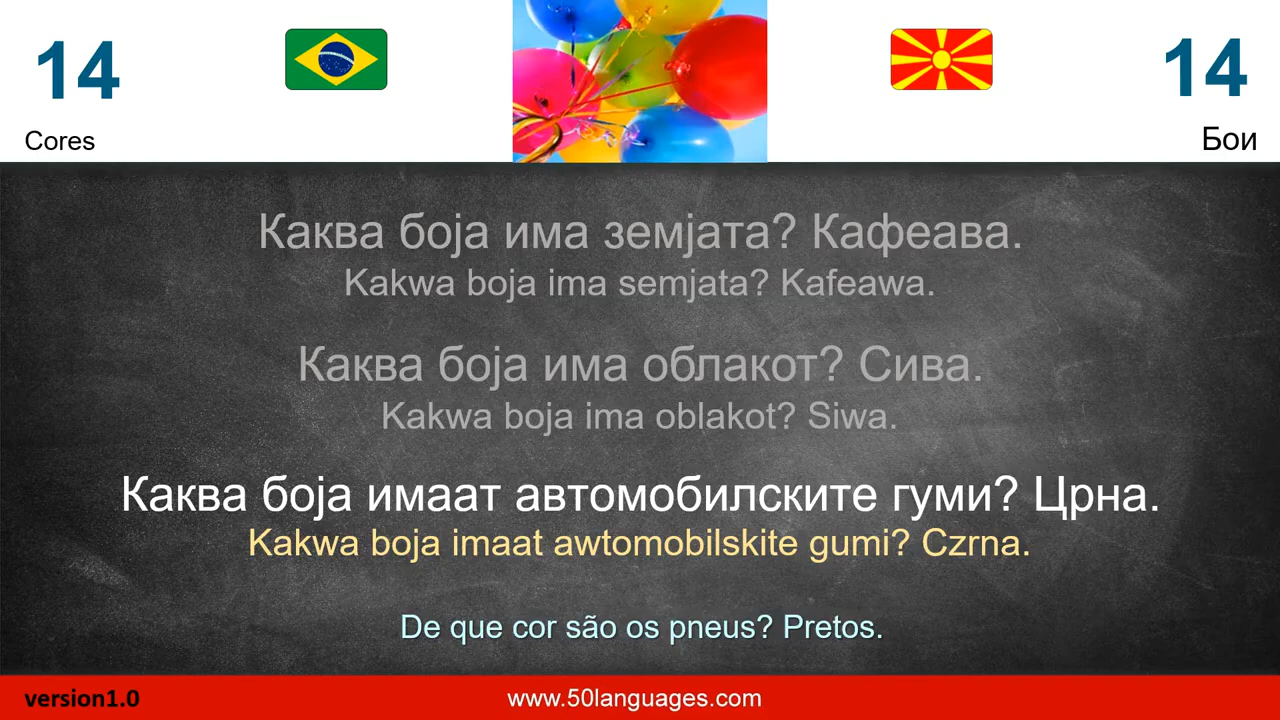 14
14
Cores
Бои
Каква боја има земјата? Кафеава.
Kakwa boja ima semjata? Kafeawa.
Каква боја има облакот? Сива.
Kakwa boja ima oblakot? Siwa.
Каква боја имаат автомобилските гуми? Црна.
Kakwa boja imaat awtomobilskite gumi? Czrna.
De que cor são os pneus? Pretos.
version1.0
www.50languages.com